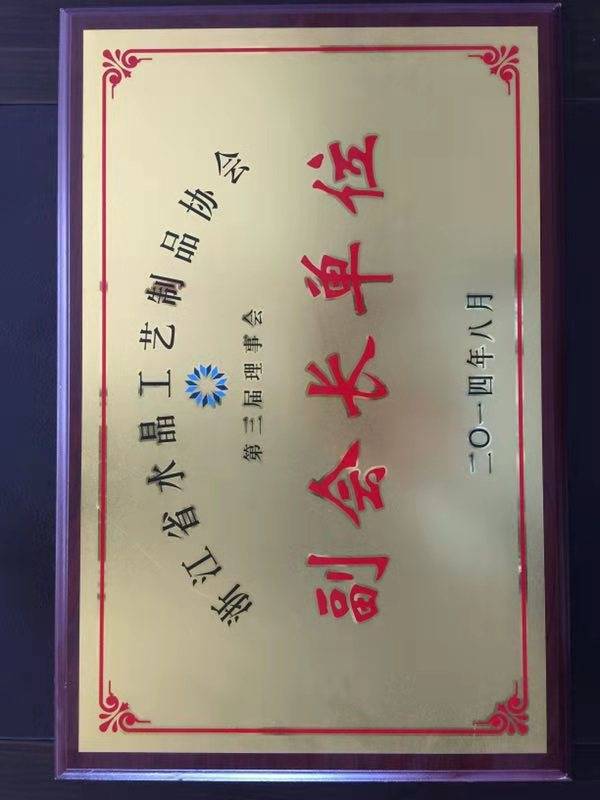 浙江省水晶工艺制品协会
第三届理事会
副会长单位
二〇一四年八月